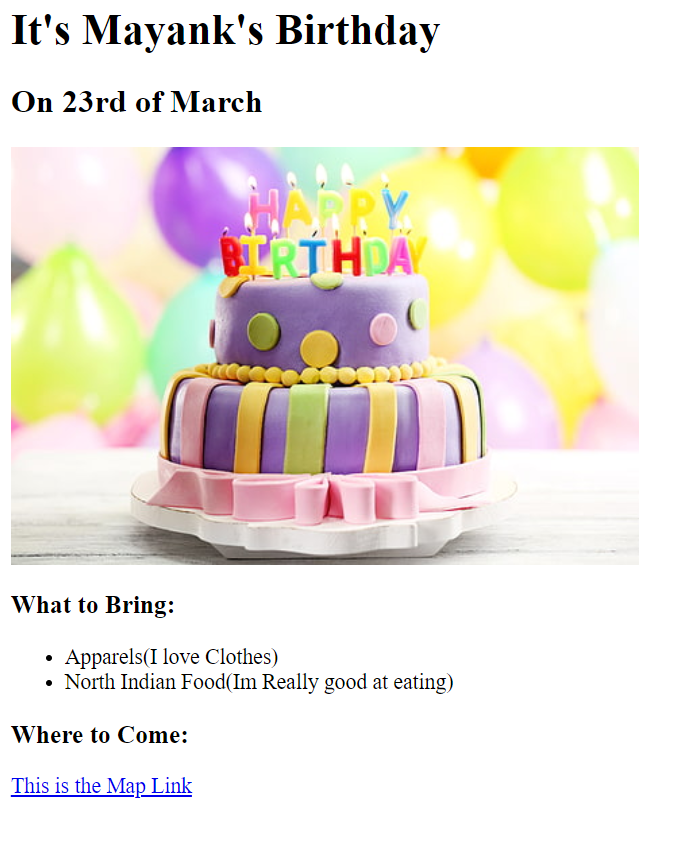 It's Mayank's Birthday
On 23rd of March
HAPPY
BIRTHDAY
What to Bring:
Apparels(I love Clothes)
North Indian Food(Im Really good at eating)
Where to Come:
This is the Map Link